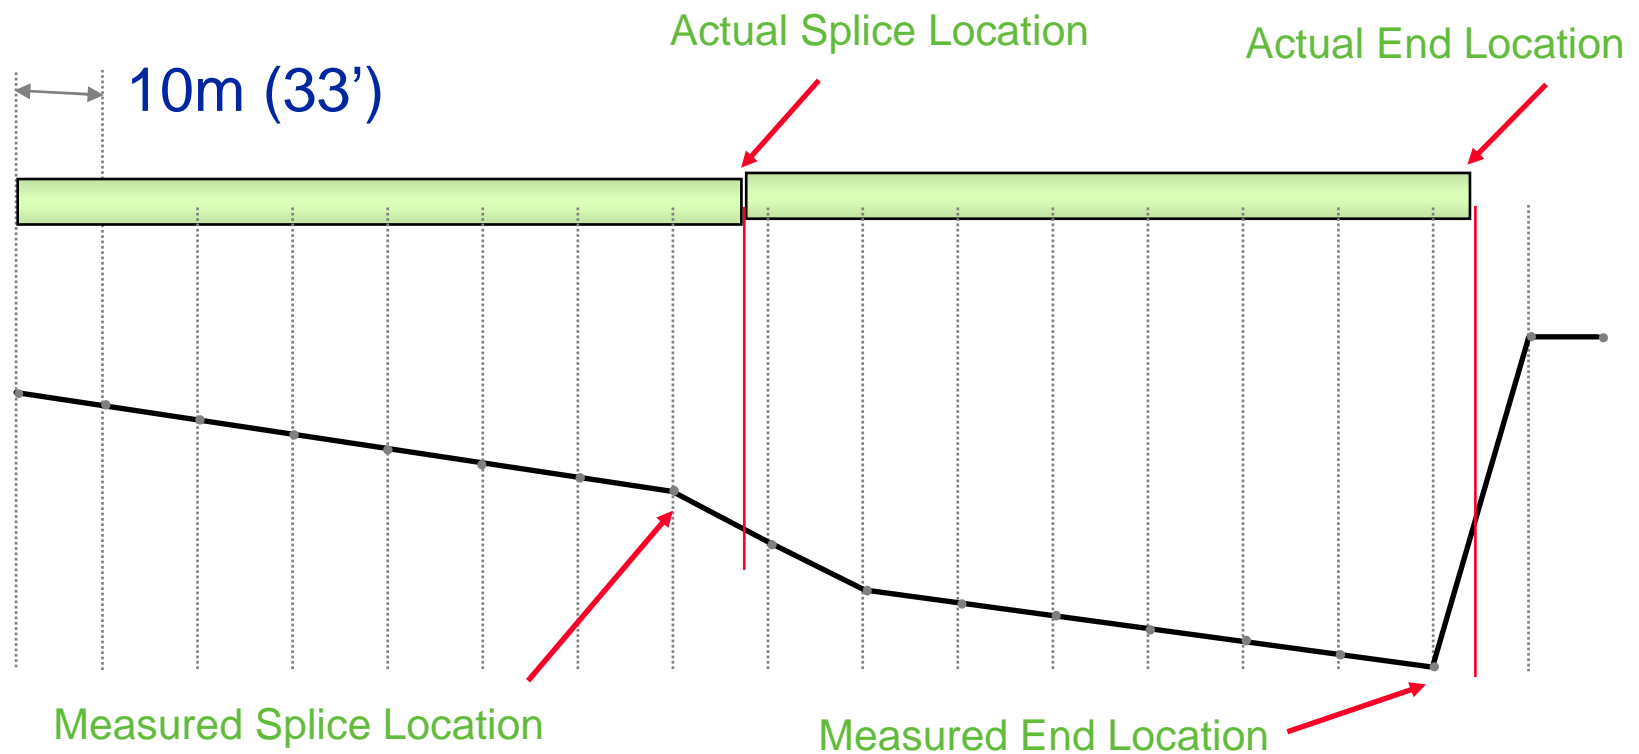 Actual Splice Location
Actual End Location
10m (33’)
Measured Splice Location
Measured End Location